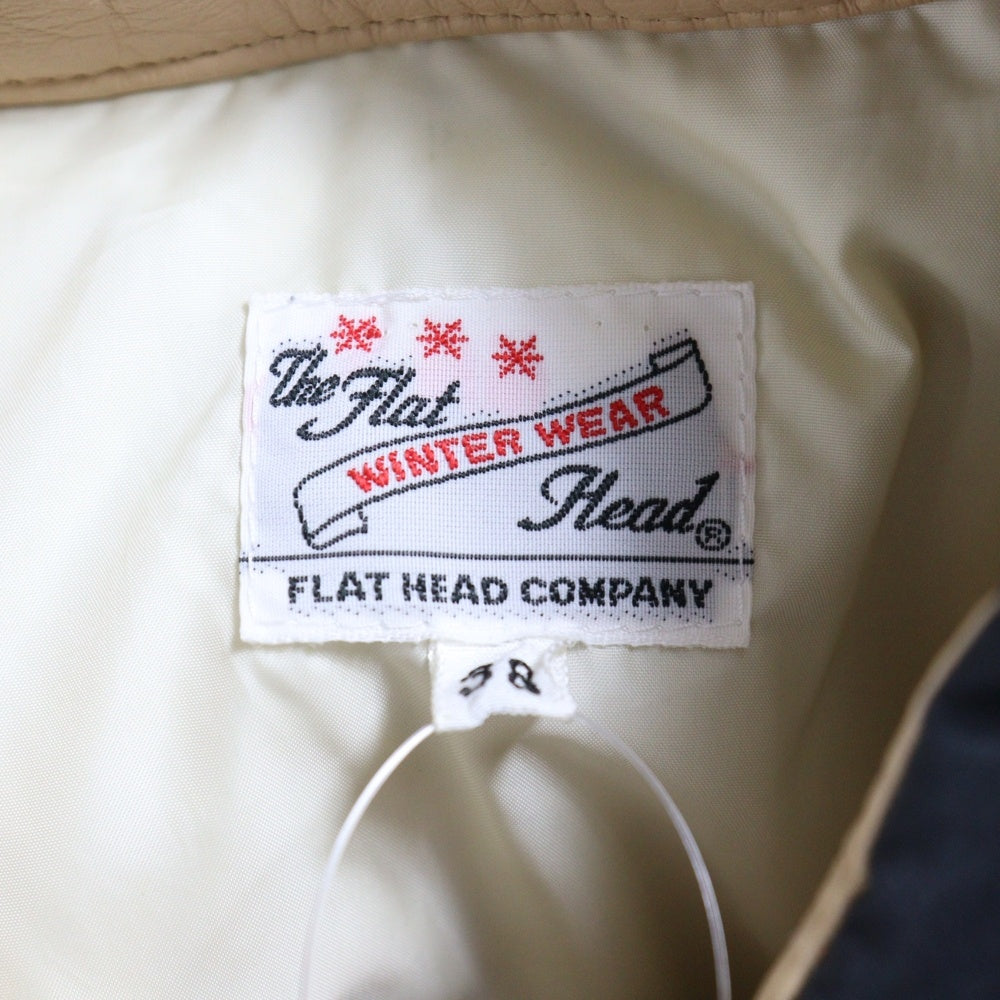 The Flat
WINTER WEAR
Head®
FLAT HEAD COMPANY
38